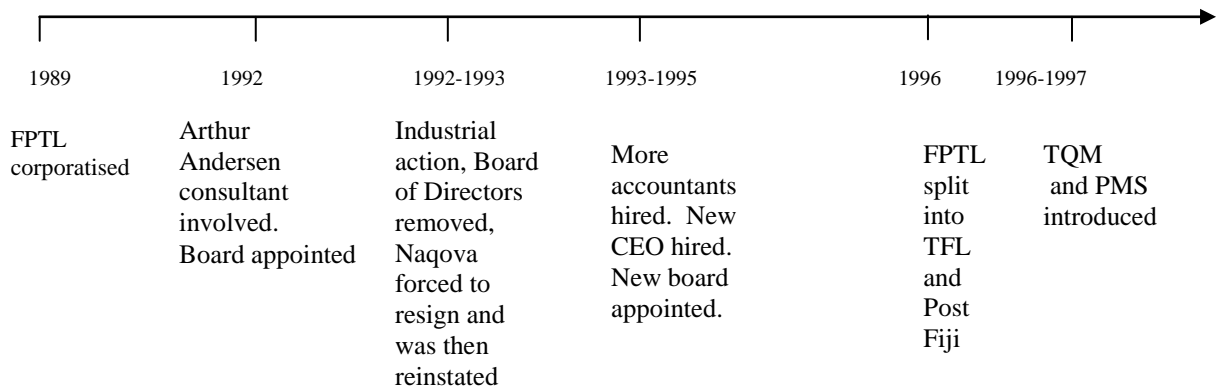 1989
1992
1992-1993
1993-1995
1996
1996-1997
FPTL
corporatised
Arthur
Andersen
consultant
involved.
Board appointed
Industrial
action, Board
of Directors
removed,
Naqova
forced to
resign and
was then
reinstated
More
accountants
hired. New
CEO hired.
New board
appointed.
FPTL
split
into
TFL
and
Post
Fiji
TQM
and PMS
introduced